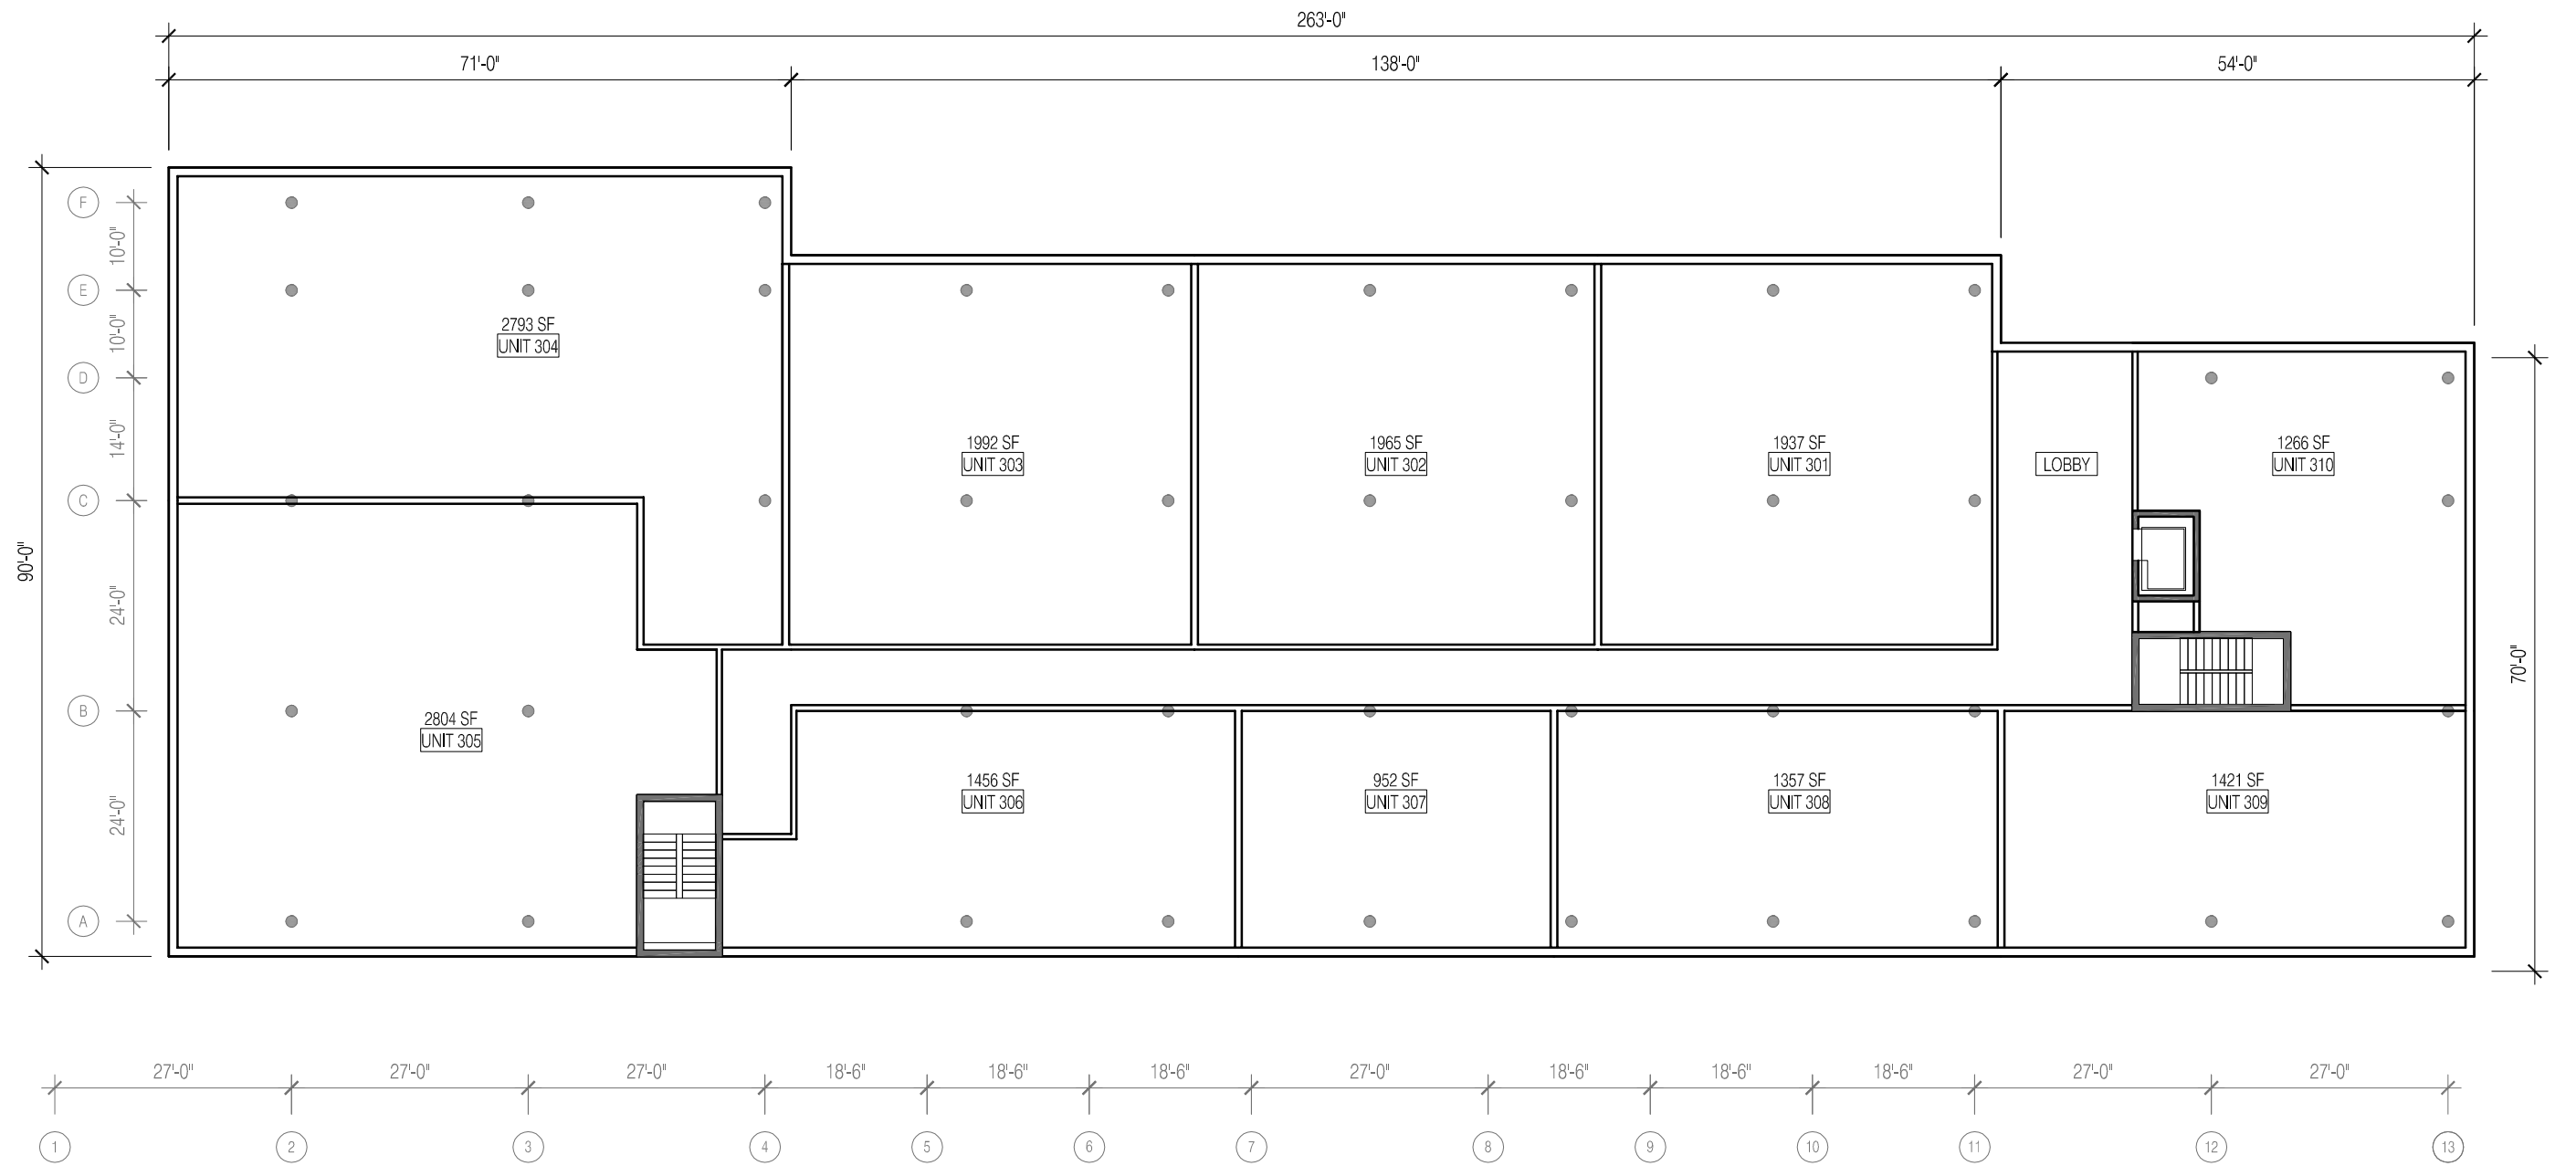 263'-0"
71'-0"
138'-0"
54'-0"
F
10'-0"
E
10'-0"
D
14'-0"
C
24'-0"
B
24'-0"
A
90'-0"
70'-0"
2793 SF
UNIT 304
1992 SF
UNIT 303
1965 SF
UNIT 302
1937 SF
UNIT 301
LOBBY
1266 SF
UNIT 310
2804 SF
UNIT 305
1456 SF
UNIT 306
952 SF
UNIT 307
1357 SF
UNIT 308
1421 SF
UNIT 309
27'-0"
27'-0"
27'-0"
18'-6"
18'-6"
18'-6"
27'-0"
18'-6"
18'-6"
18'-6"
27'-0"
27'-0"
1
2
3
4
5
6
7
8
9
10
11
12
13